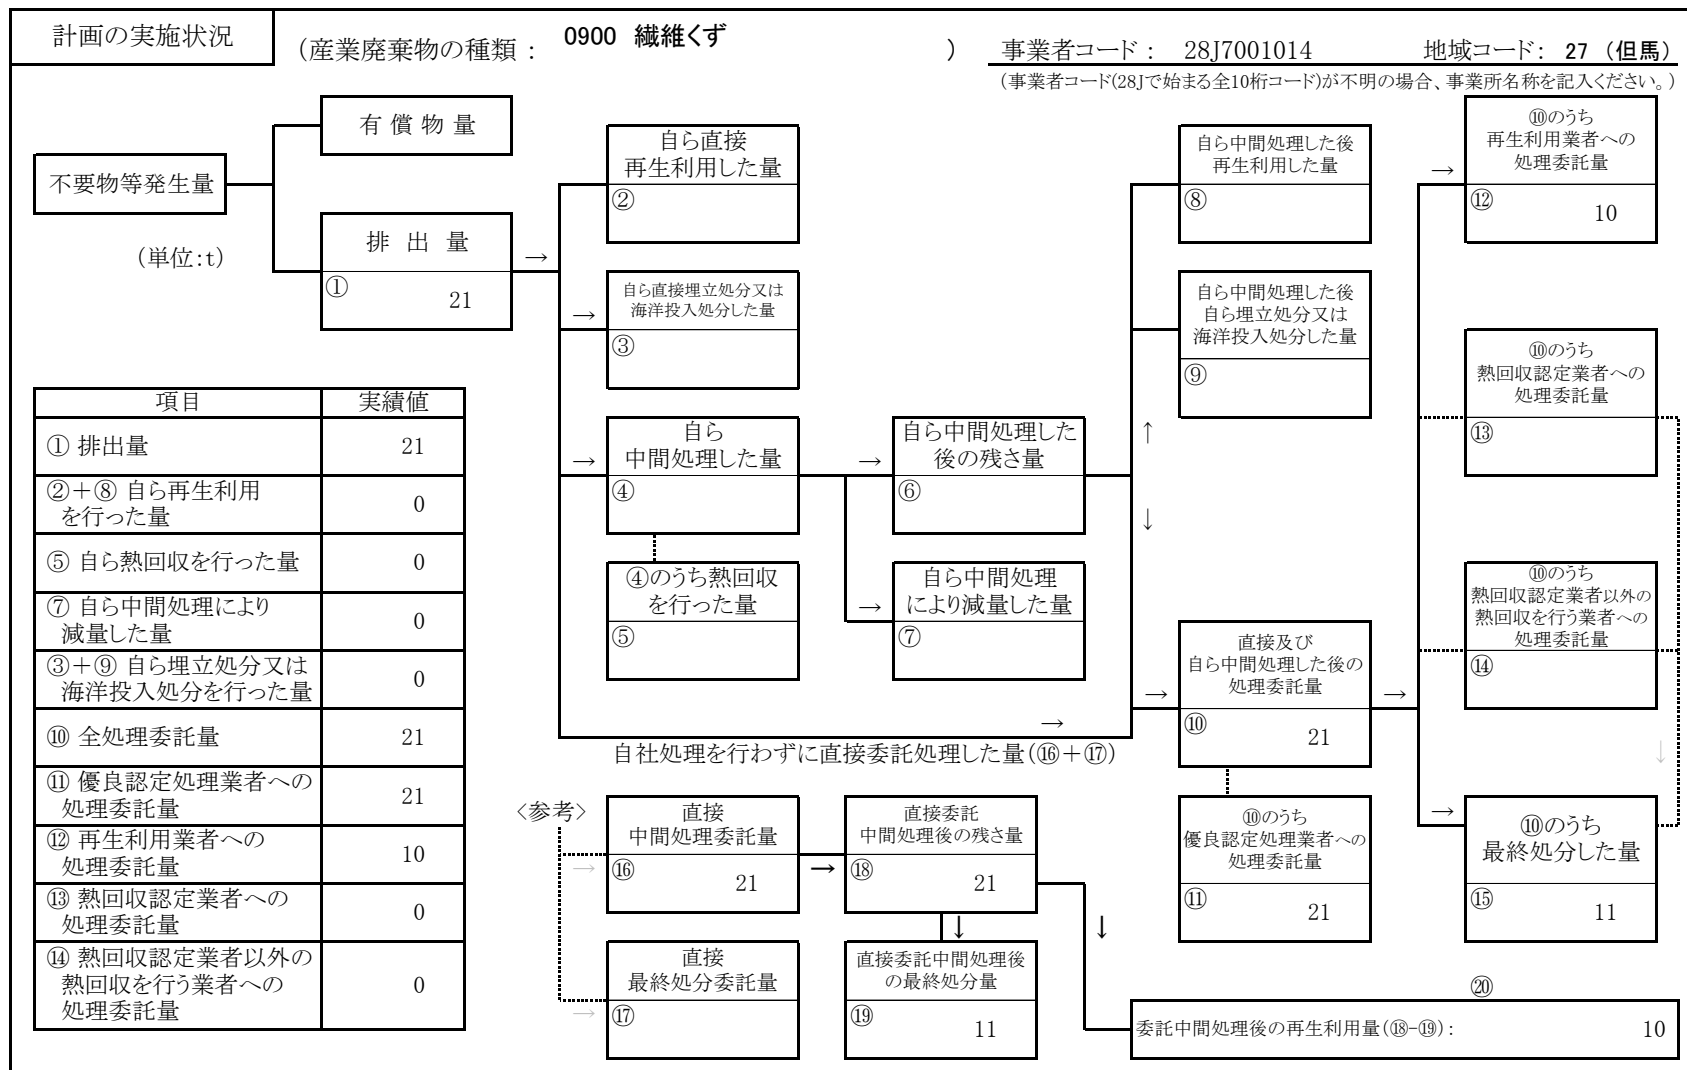 計画の実施状況
(産業廃棄物の種類： 0900 繊維くず )
事業者コード： 28J7001014 地域コード： 27 （但馬）
（事業者コード(28Jで始まる全10桁コード)が不明の場合、事業所名称を記入ください。）
不要物等発生量
(単位:t)
有 償 物 量
排 出 量
① 21
→
自ら直接
再生利用した量
②
→
自ら直接埋立処分又は
海洋投入処分した量
③
→
自ら
中間処理した量
④
④のうち熱回収
を行った量
⑤
→
自ら中間処理した
後の残さ量
⑥
→
自ら中間処理
により減量した量
⑦
自ら中間処理した後
再生利用した量
⑧
自ら中間処理した後
自ら埋立処分又は
海洋投入処分した量
⑨
↑
↓
→
→
自社処理を行わずに直接委託処理した量(⑯＋⑰)
直接及び
自ら中間処理した後の
処理委託量
⑩ 21
⑩のうち
優良認定処理業者への
処理委託量
⑪ 21
→
→
⑩のうち
再生利用業者への
処理委託量
⑫ 10
⑩のうち
熱回収認定業者への
処理委託量
⑬
⑩のうち
熱回収認定業者以外の
熱回収を行う業者への
処理委託量
⑭
↓
→
⑩のうち
最終処分した量
⑮ 11
項目 実績値
① 排出量 21
②＋⑧ 自ら再生利用
を行った量 0
⑤ 自ら熱回収を行った量 0
⑦ 自ら中間処理により
減量した量 0
③＋⑨ 自ら埋立処分又は
海洋投入処分を行った量 0
⑩ 全処理委託量 21
⑪ 優良認定処理業者への
処理委託量 21
⑫ 再生利用業者への
処理委託量 10
⑬ 熱回収認定業者への
処理委託量 0
⑭ 熱回収認定業者以外の
熱回収を行う業者への
処理委託量 0
<参考>
→
直接
中間処理委託量
⑯ 21
→
直接委託
中間処理後の残さ量
⑱ 21
↓
↓
→
直接
最終処分委託量
⑰
直接委託中間処理後
の最終処分量
⑲ 11
⑳
委託中間処理後の再生利用量(⑱-⑲)： 10